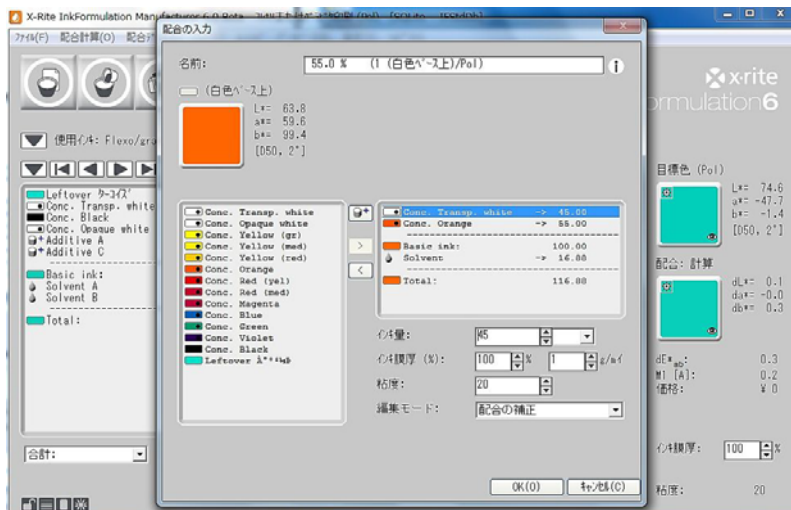 X-Rite InkFormulation Manufacturer 6.0 Beta
ﾌｧｲﾙ(F) 配合計算(O)
配合の入力
名前: 55.0 % (1 (白色ﾍﾞｰｽ上)/Pol)
(白色ﾍﾞｰｽ上)
L*= 63.8
a*= 59.6
b*= 99.4
[D50, 2°]
x·rite
ormulation6
使用ｲﾝｷ: Flexo/gra
Leftover ﾀｰｺｲｽﾞ
Conc. Transp. white
Conc. Black
Conc. Opaque white
Additive A
Additive C
Basic ink:
Solvent A
Solvent B
Total:
合計:
Conc. Transp. white
Conc. Opaque white
Conc. Yellow (gr)
Conc. Yellow (med)
Conc. Yellow (red)
Conc. Orange
Conc. Red (yel)
Conc. Red (med)
Conc. Magenta
Conc. Blue
Conc. Green
Conc. Violet
Conc. Black
Leftover
Conc. Transp. white -> 45.00
Conc. Orange -> 55.00
Basic ink: 100.00
Solvent -> 16.88
Total: 116.88
ｲﾝｷ量: 45
ｲﾝｷ膜厚 (%): 100 % 1 g/㎡
粘度: 20
編集モード: 配合の補正
OK(O) ｷｬﾝｾﾙ(C)
目標色 (Pol)
L*= 74.6
a*= -47.7
b*= -1.4
[D50, 2°]
配合: 計算
dL*= 0.1
da*= -0.0
db*= 0.3
dE*ab: 0.3
M1 [A]: 0.2
価格: ¥ 0
ｲﾝｷ膜厚: 100 %
粘度: 20